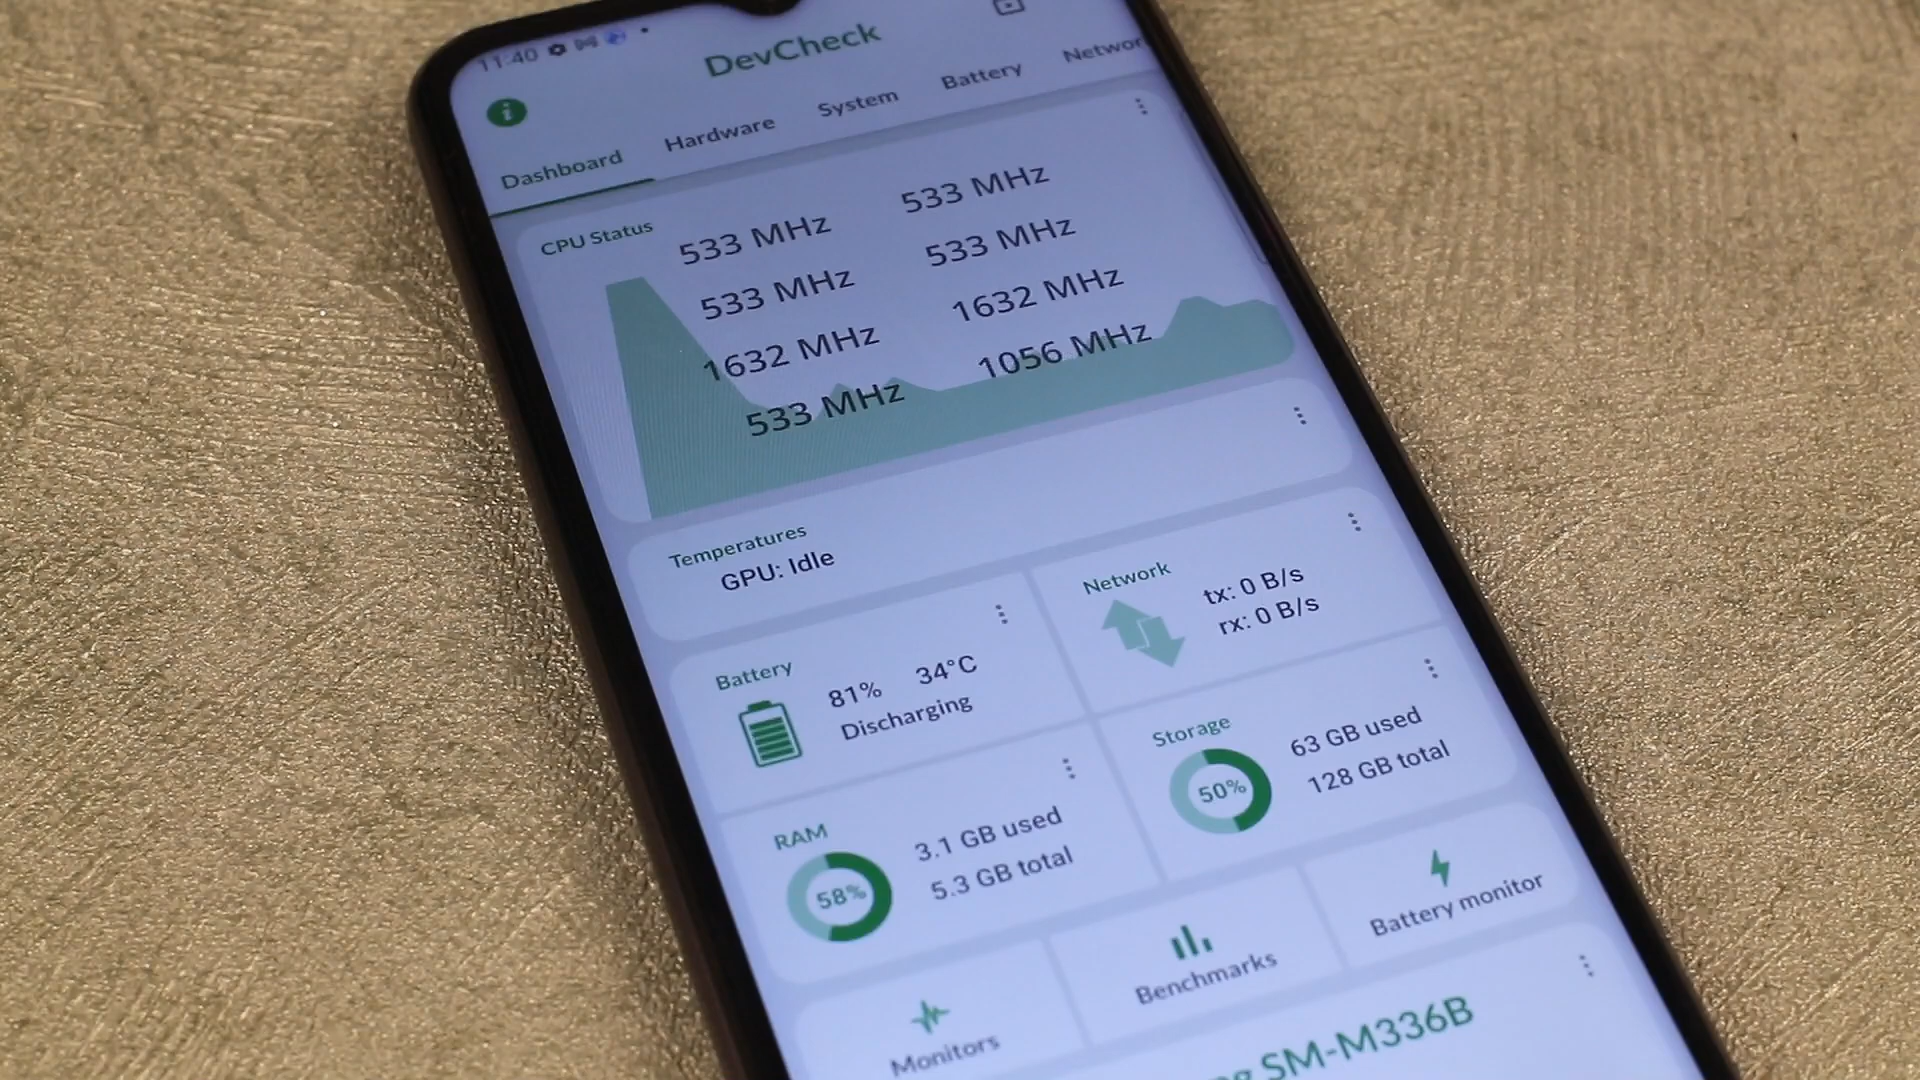 11:40
DevCheck
Dashboard Hardware System Battery Networ
CPU Status
533 MHz 533 MHz
533 MHz 533 MHz
1632 MHz 1632 MHz
533 MHz 1056 MHz
Temperatures
GPU: Idle
Battery
81% 34°C
Discharging
Network
tx: 0 B/s
rx: 0 B/s
RAM
58%
3.1 GB used
5.3 GB total
Storage
50%
63 GB used
128 GB total
Monitors
Benchmarks
Battery monitor
ng SM-M336B